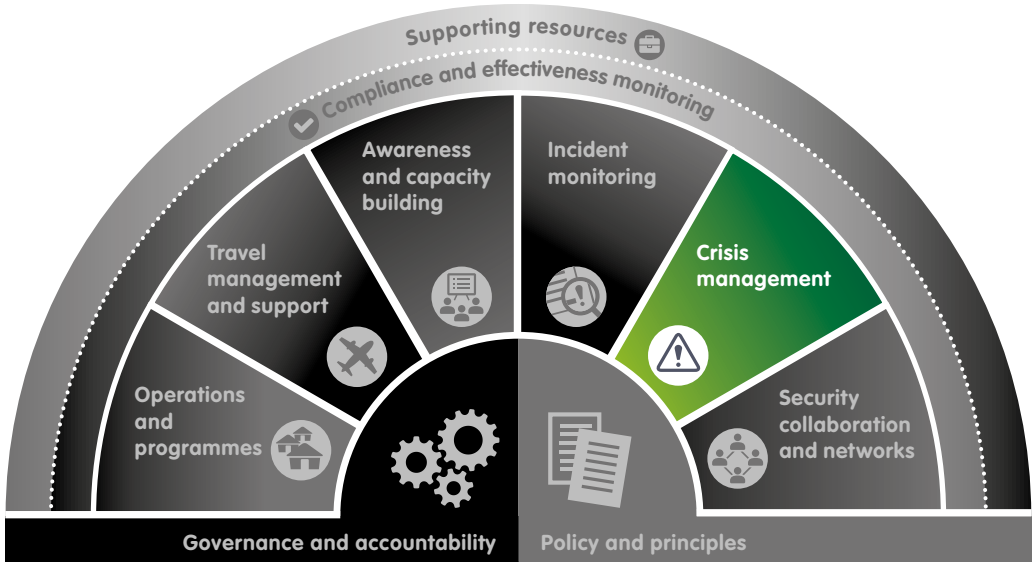 Supporting resources
Compliance and effectiveness monitoring
Awareness
and capacity
building
Incident
monitoring
Travel
management
and support
Crisis
management
Operations
and
programmes
Security
collaboration
and networks
Governance and accountability
Policy and principles